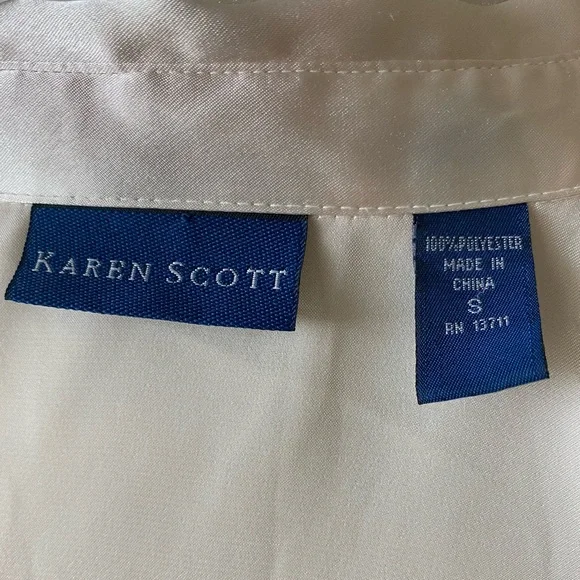 KAREN SCOTT
100% POLYESTER
MADE IN
CHINA
S
RN 13711